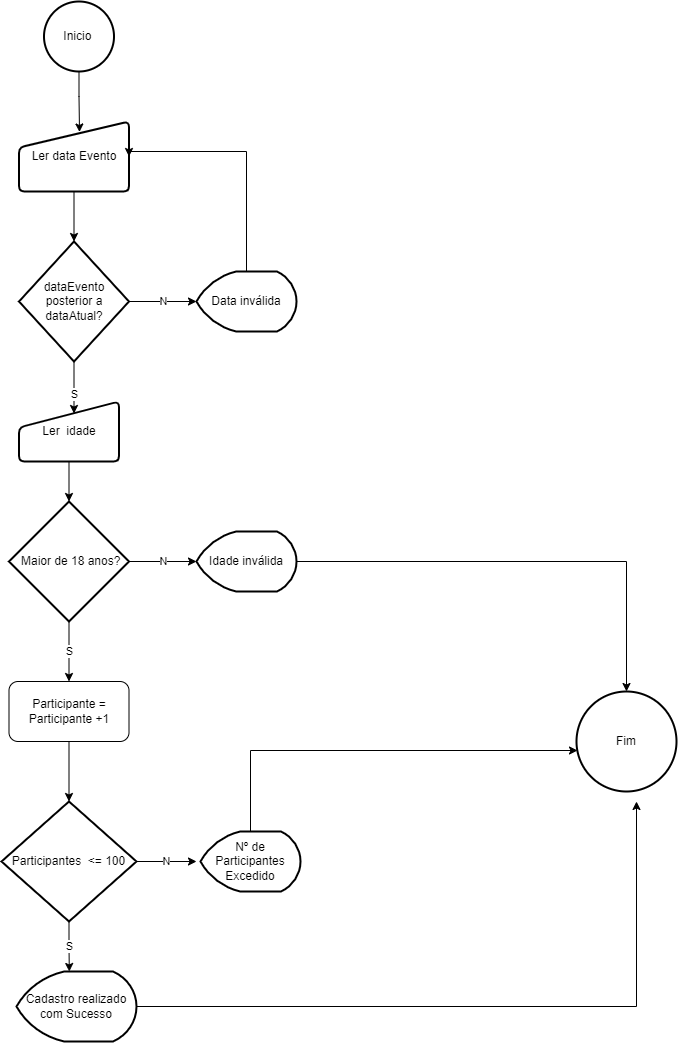 Inicio
Ler data Evento
dataEvento
posterior a
dataAtual?
N
Data inválida
S
Ler  idade
Maior de 18 anos?
N
Idade inválida
S
Participante =
Participante +1
Fim
Participantes  <= 100
N
Nº de
Participantes
Excedido
S
Cadastro realizado
com Sucesso